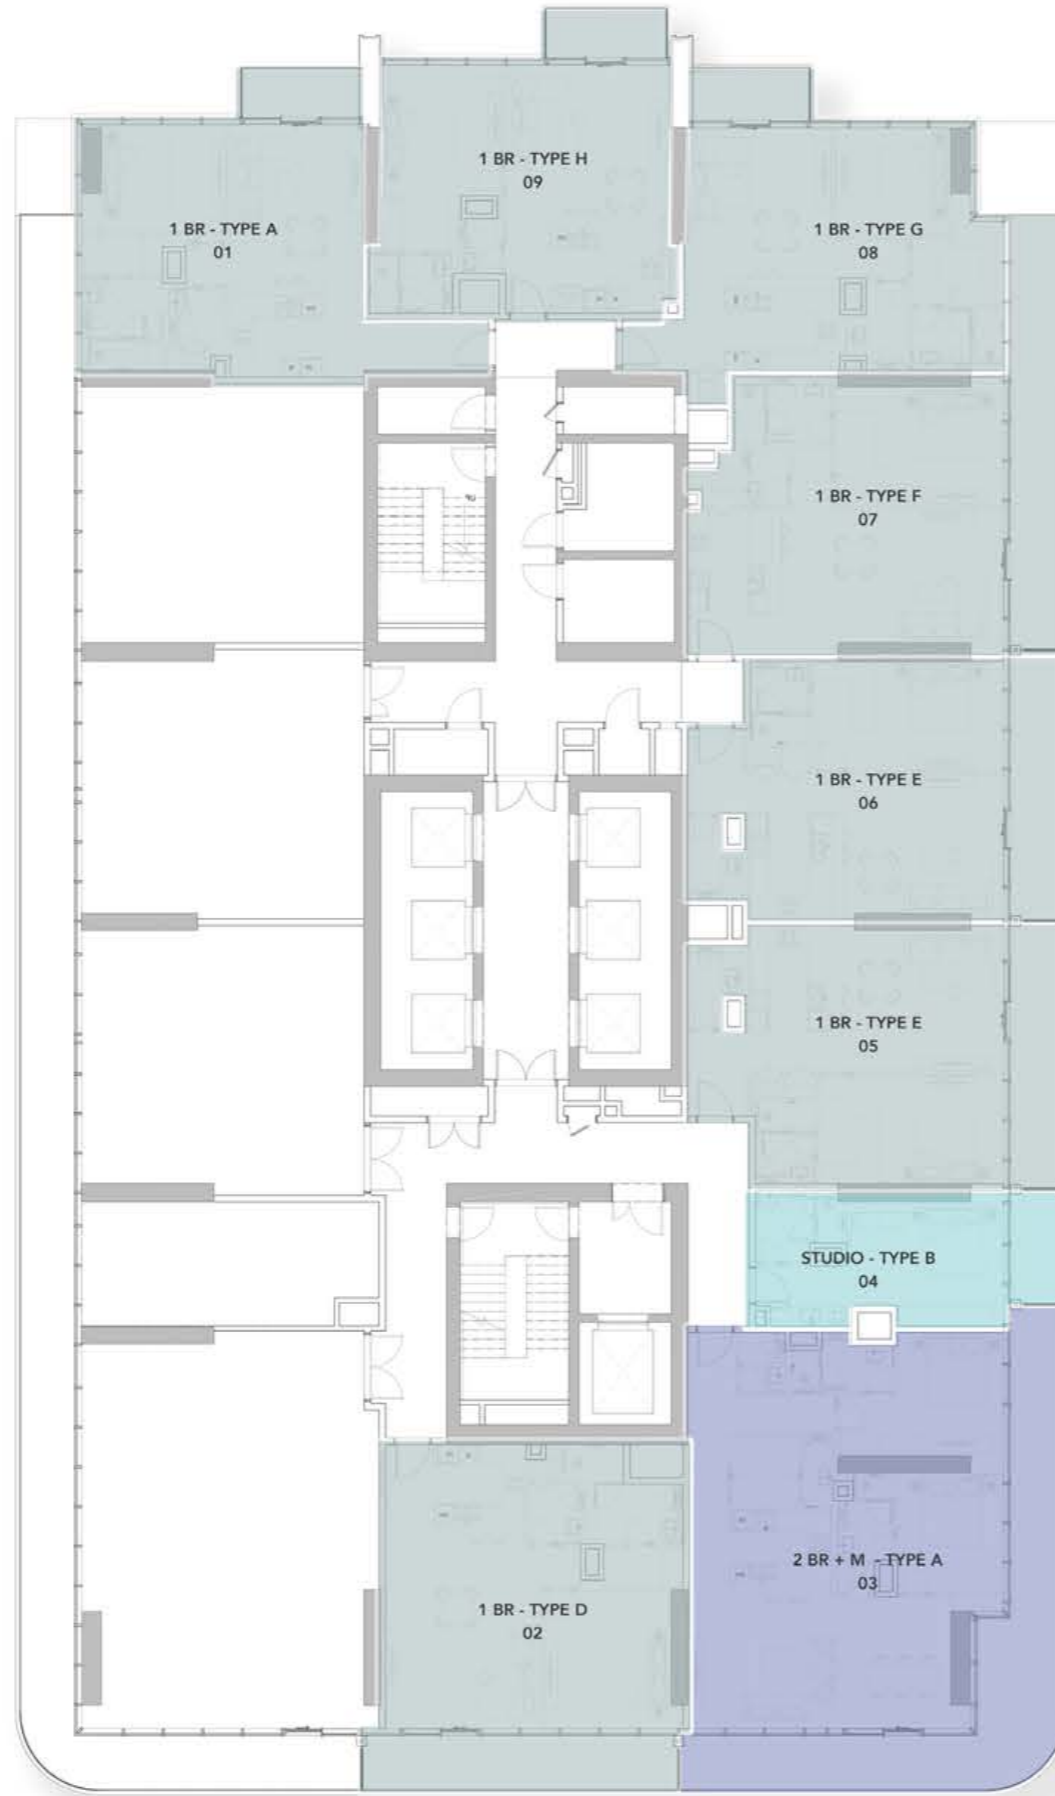 1 BR - TYPE H
09
1 BR - TYPE A
01
1 BR - TYPE G
08
1 BR - TYPE F
07
1 BR - TYPE E
06
1 BR - TYPE E
05
STUDIO - TYPE B
04
2 BR + M - TYPE A
03
1 BR - TYPE D
02